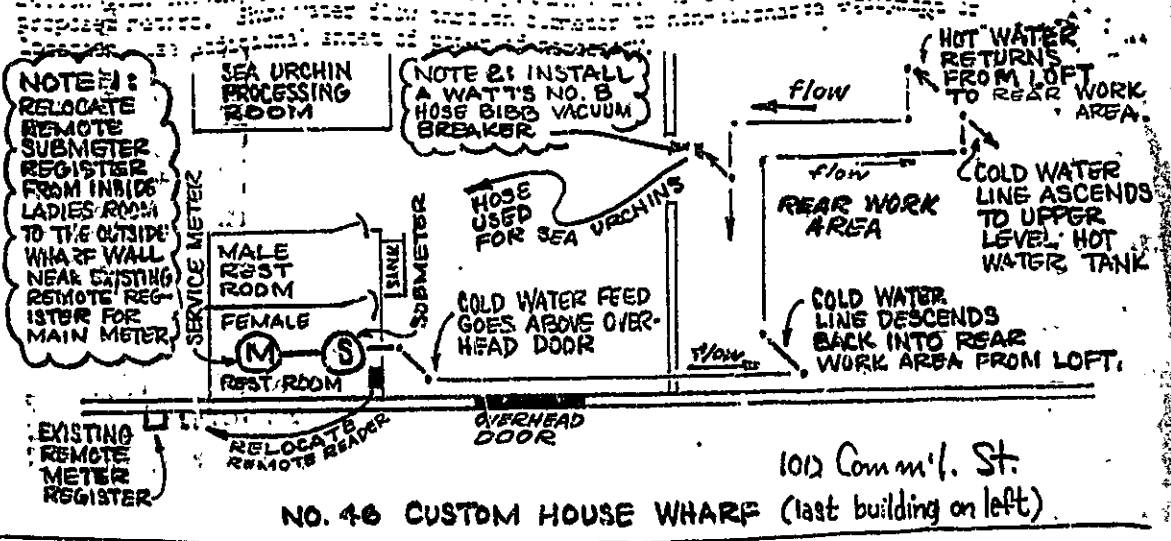 NOTE 1:
RELOCATE
REMOTE
SUBMETER
REGISTER
FROM INSIDE
LADIES ROOM
TO THE OUTSIDE
WHARF WALL
NEAR EXISTING
REMOTE REG-
ISTER FOR
MAIN METER
SEA URCHIN
PROCESSING
ROOM
NOTE 2: INSTALL
A WATTS NO. 8
HOSE BIBB VACUUM
BREAKER
flow
HOT WATER
RETURNS
FROM LOFT
TO REAR WORK
AREA.
flow
COLD WATER
LINE ASCENDS
TO UPPER
LEVEL HOT
WATER TANK
REAR WORK
AREA
HOSE
USED
FOR SEA URCHINS
SERVICE METER
MALE
REST
ROOM
SINK
SUBMETER
FEMALE
M
S
REST ROOM
COLD WATER FEED
GOES ABOVE OVER-
HEAD DOOR
flow
COLD WATER
LINE DESCENDS
BACK INTO REAR
WORK AREA FROM LOFT.
OVERHEAD
DOOR
EXISTING
REMOTE
METER
REGISTER
RELOCATE
REMOTE READER
NO. 46 CUSTOM HOUSE WHARF
Comm'l. St.
(last building on left)